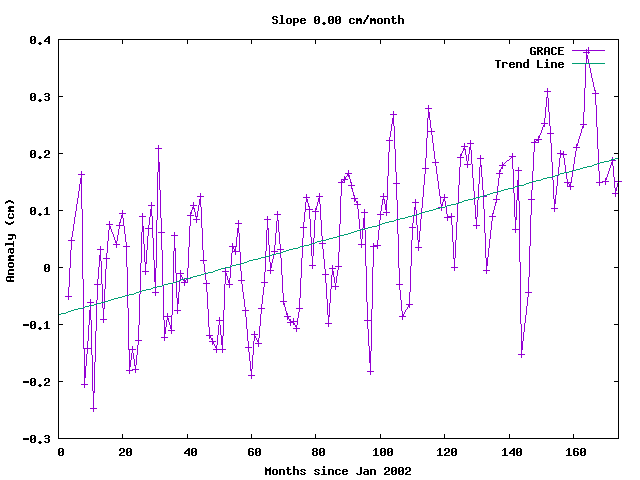 Slope 0.00 cm/month
0.4
0.3
0.2
0.1
0
-0.1
-0.2
-0.3
Anomaly (cm)
GRACE
Trend Line
0 20 40 60 80 100 120 140 160
Months since Jan 2002